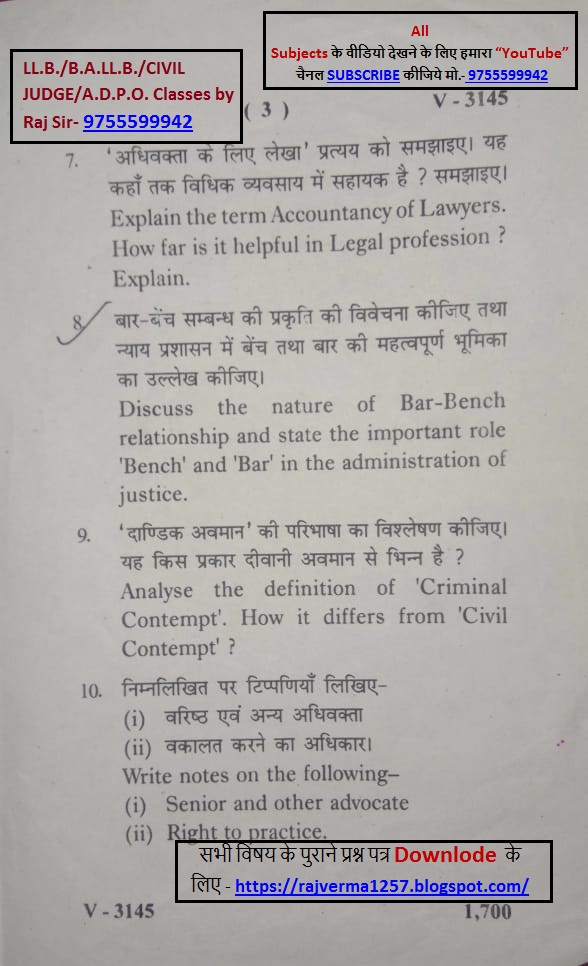 All
Subjects के वीडियो देखने के लिए हमारा “YouTube”
चैनल SUBSCRIBE कीजिये मो.- 9755599942
LL.B./B.A.LL.B./CIVIL
JUDGE/A.D.P.O. Classes by
Raj Sir- 9755599942
( 3 ) V - 3145
7. 'अधिवक्ता के लिए लेखा' प्रत्यय को समझाइए। यह
कहाँ तक विधिक व्यवसाय में सहायक है ? समझाइए।
Explain the term Accountancy of Lawyers.
How far is it helpful in Legal profession ?
Explain.
8. बार-बेंच सम्बन्ध की प्रकृति की विवेचना कीजिए तथा
न्याय प्रशासन में बेंच तथा बार की महत्वपूर्ण भूमिका
का उल्लेख कीजिए।
Discuss the nature of Bar-Bench
relationship and state the important role
'Bench' and 'Bar' in the administration of
justice.
9. 'दाण्डिक अवमान' की परिभाषा का विश्लेषण कीजिए।
यह किस प्रकार दीवानी अवमान से भिन्न है ?
Analyse the definition of 'Criminal
Contempt'. How it differs from 'Civil
Contempt' ?
10. निम्नलिखित पर टिप्पणियाँ लिखिए–
(i) वरिष्ठ एवं अन्य अधिवक्ता
(ii) वकालत करने का अधिकार।
Write notes on the following–
(i) Senior and other advocate
(ii) Right to practice.
सभी विषय के पुराने प्रश्न पत्र Downlode के
लिए - https://rajverma1257.blogspot.com/
V - 3145 1,700